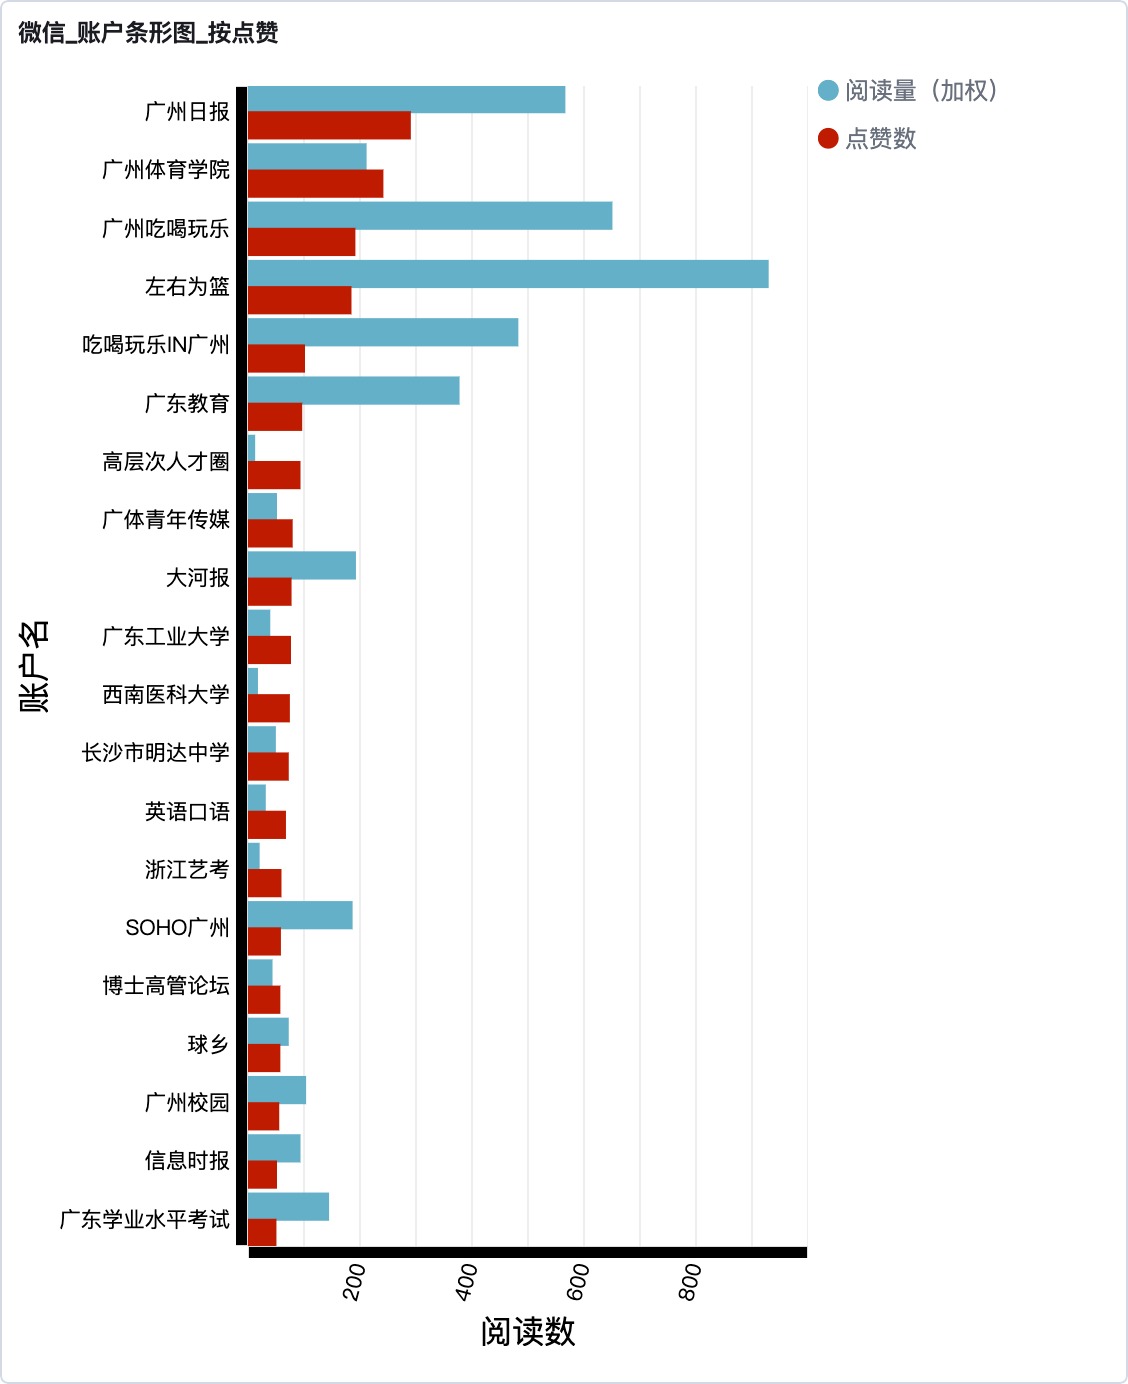 微信_账户条形图_按点赞
阅读量（加权）
点赞数
广州日报
广州体育学院
广州吃喝玩乐
左右为篮
吃喝玩乐IN广州
广东教育
高层次人才圈
广体青年传媒
大河报
广东工业大学
西南医科大学
长沙市明达中学
英语口语
浙江艺考
SOHO广州
博士高管论坛
球乡
广州校园
信息时报
广东学业水平考试
账户名
200
400
600
800
阅读数